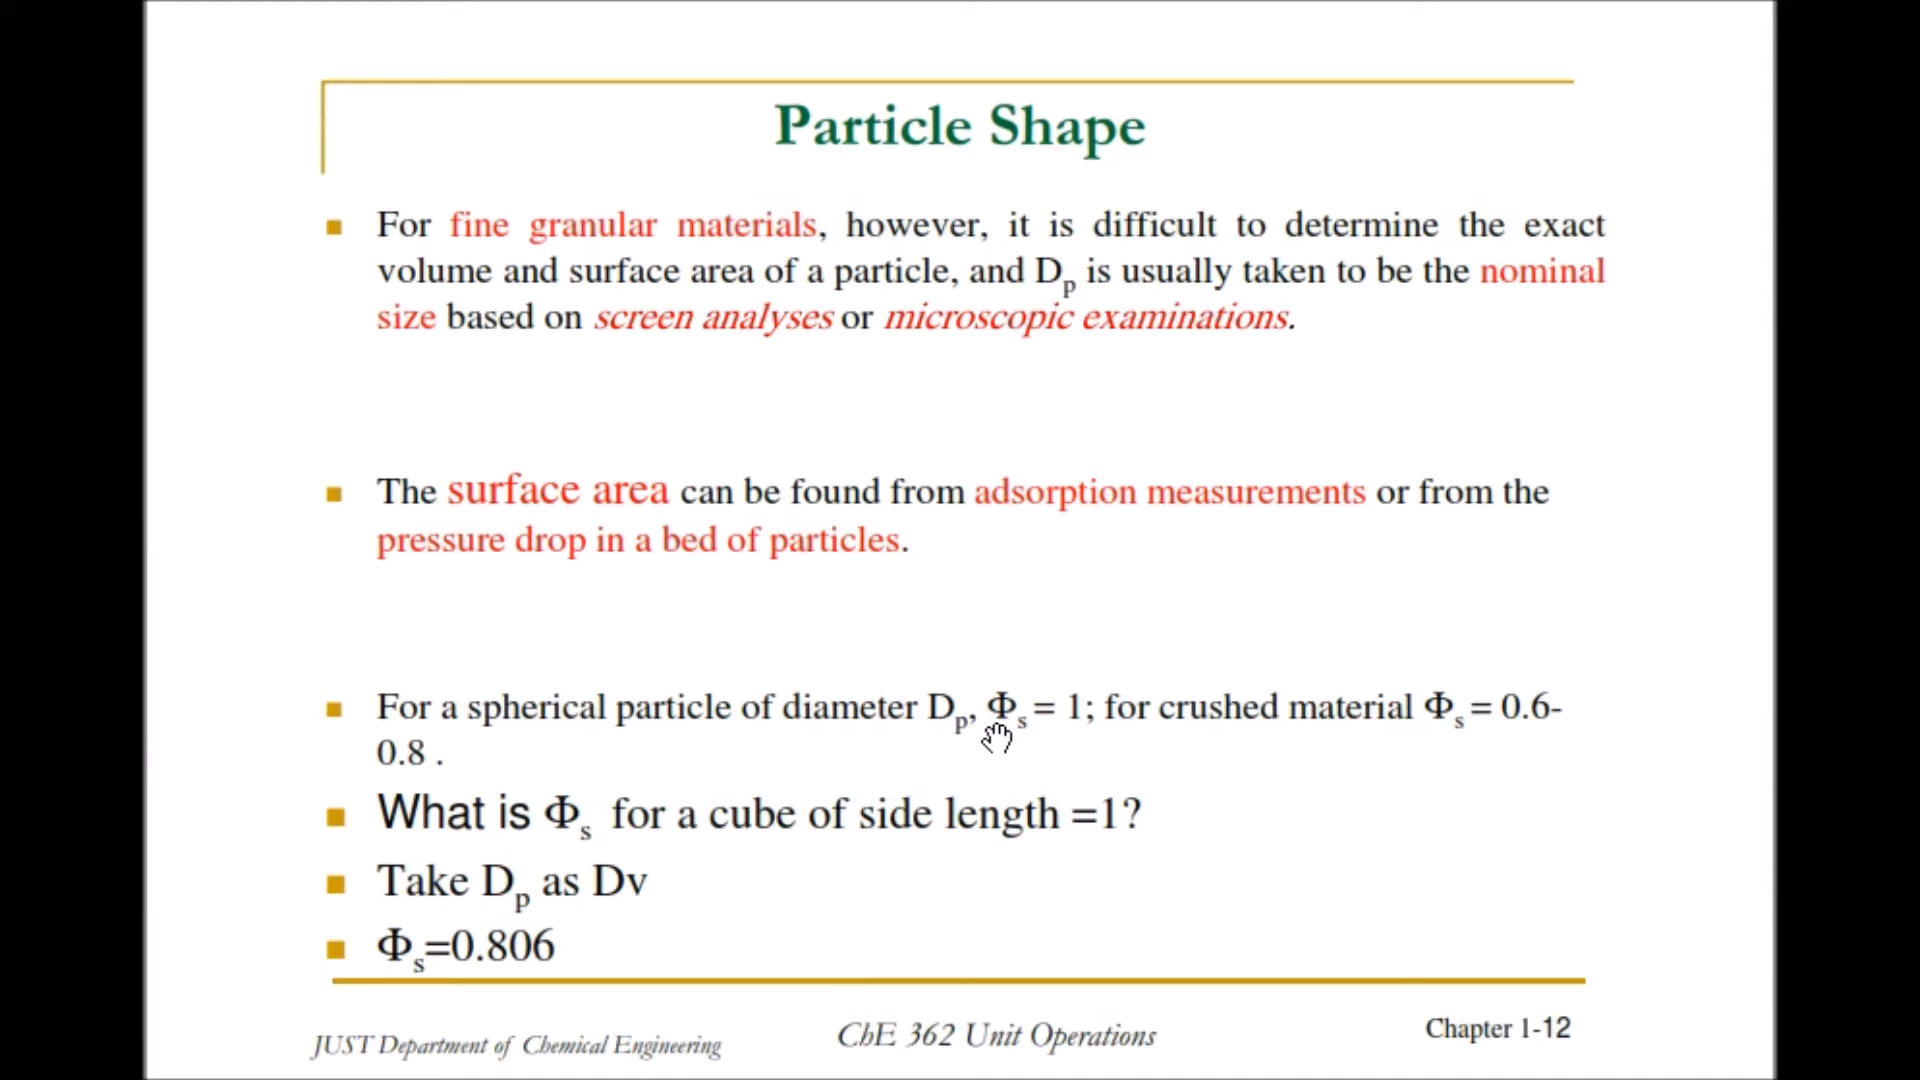 Particle Shape
For fine granular materials, however, it is difficult to determine the exact
volume and surface area of a particle, and Dp is usually taken to be the nominal
size based on screen analyses or microscopic examinations.
The surface area can be found from adsorption measurements or from the
pressure drop in a bed of particles.
For a spherical particle of diameter Dp, Φs = 1; for crushed material Φs = 0.6-
0.8 .
What is Φs for a cube of side length =1?
Take Dp as Dv
Φs=0.806
JUST Department of Chemical Engineering
ChE 362 Unit Operations
Chapter 1-12